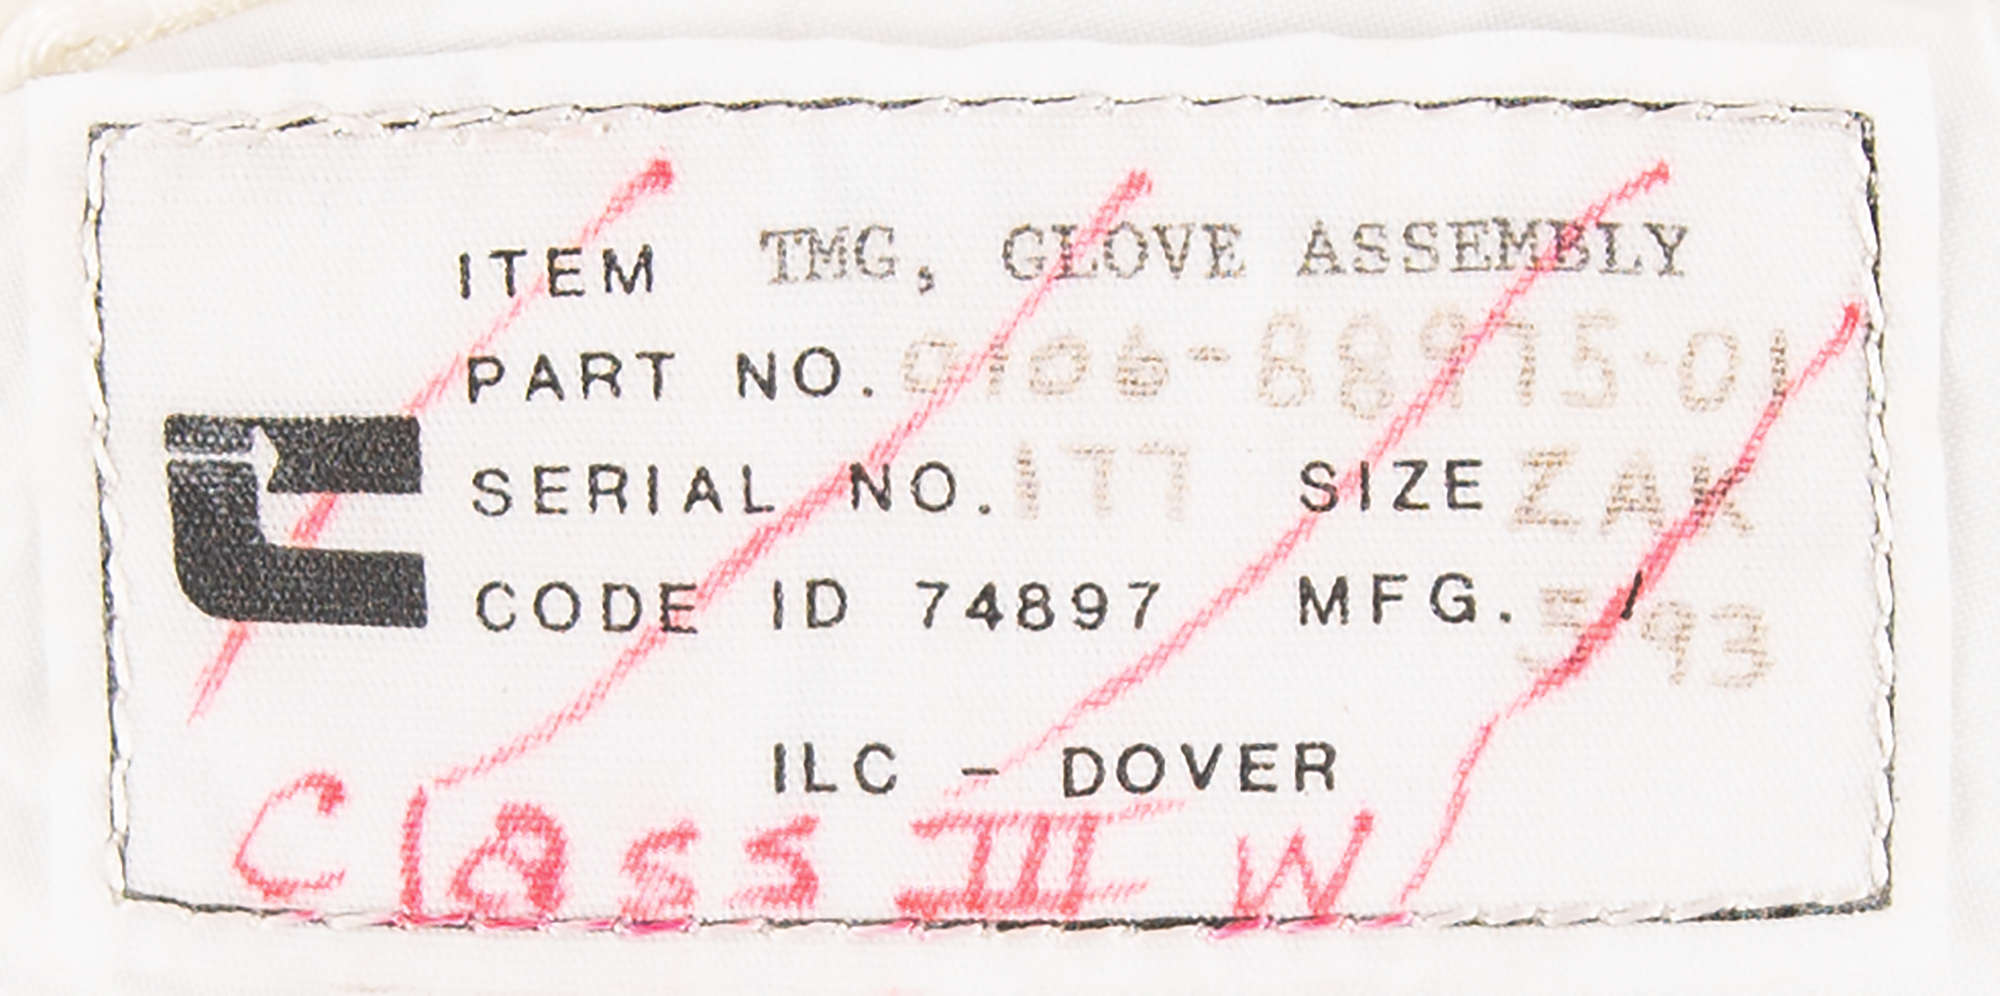 ITEM TMG, GLOVE ASSEMBLY
PART NO. 0106-88975-01
SERIAL NO. 177 SIZE ZAK
CODE ID 74897 MFG. 5/93
ILC - DOVER
Class III W